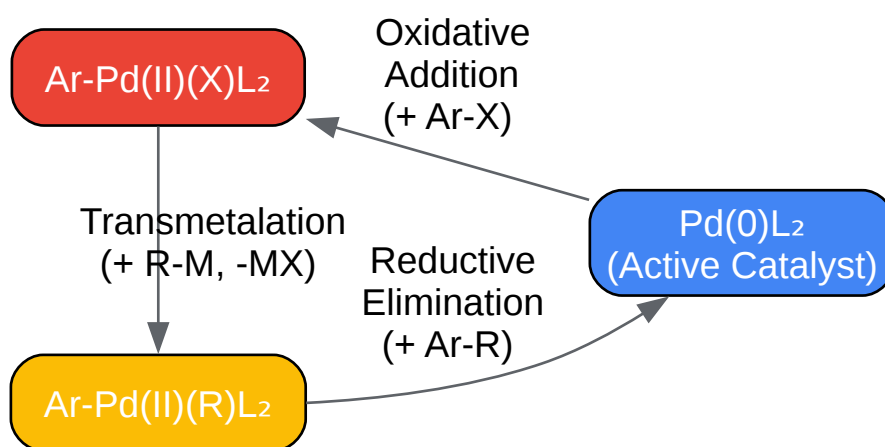 Oxidative
Addition
(+ Ar-X)
Ar-Pd(II)(X)L₂
Transmetalation
(+ R-M, -MX)
Pd(0)L₂
(Active Catalyst)
Reductive
Elimination
(+ Ar-R)
Ar-Pd(II)(R)L₂